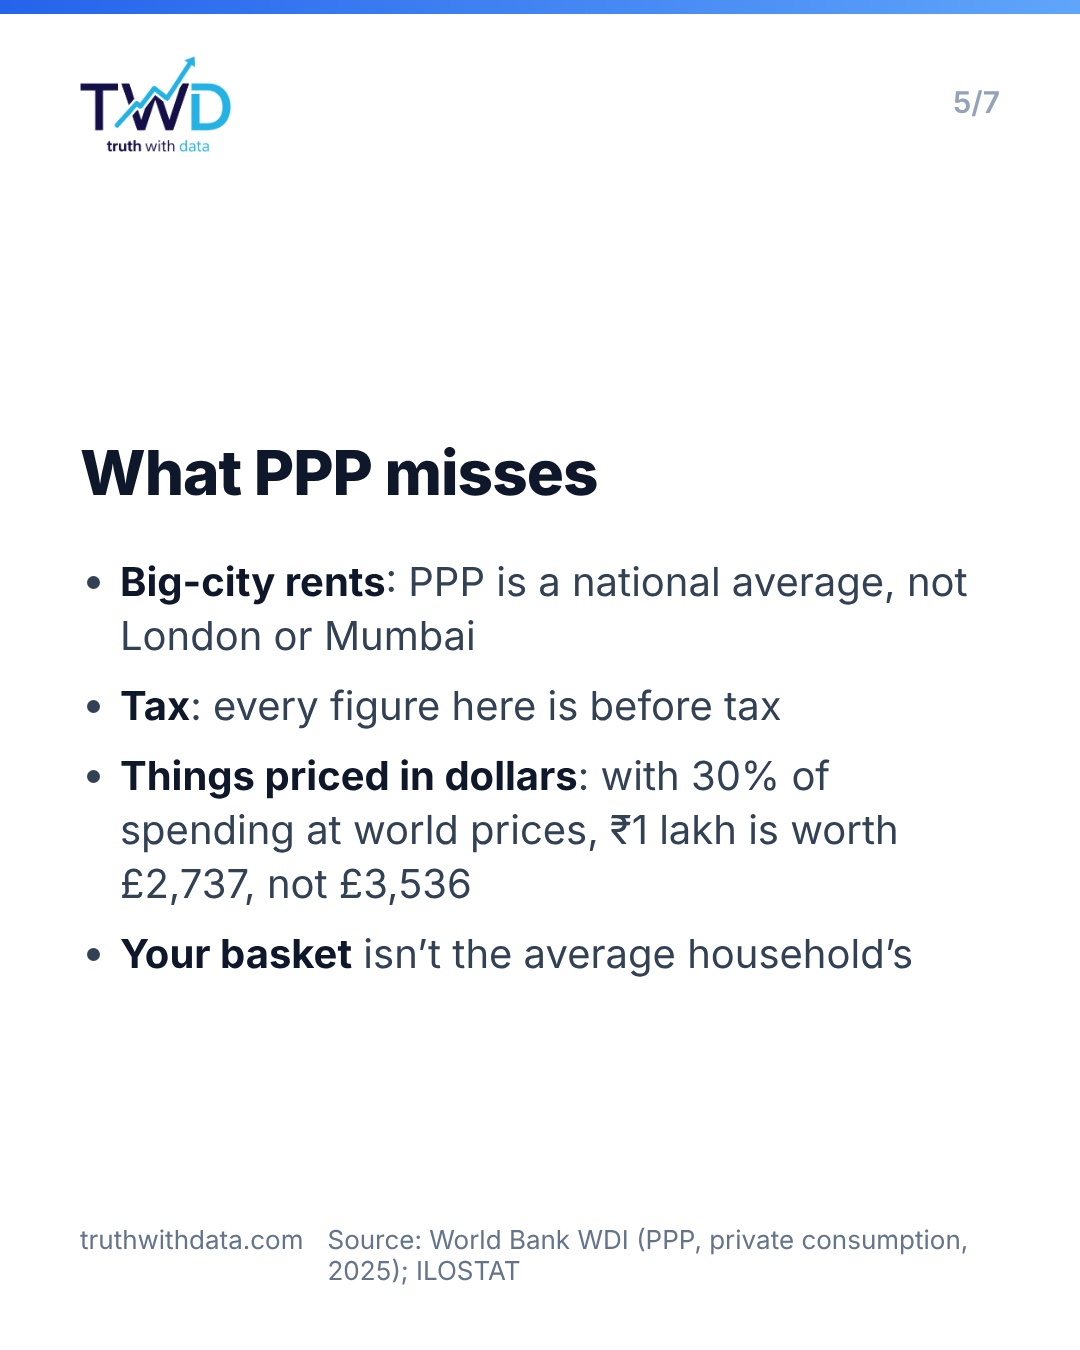 TWD
truth with data
5/7
What PPP misses
• Big-city rents: PPP is a national average, not
London or Mumbai
• Tax: every figure here is before tax
• Things priced in dollars: with 30% of
spending at world prices, ₹1 lakh is worth
£2,737, not £3,536
• Your basket isn’t the average household’s
truthwithdata.com
Source: World Bank WDI (PPP, private consumption,
2025); ILOSTAT